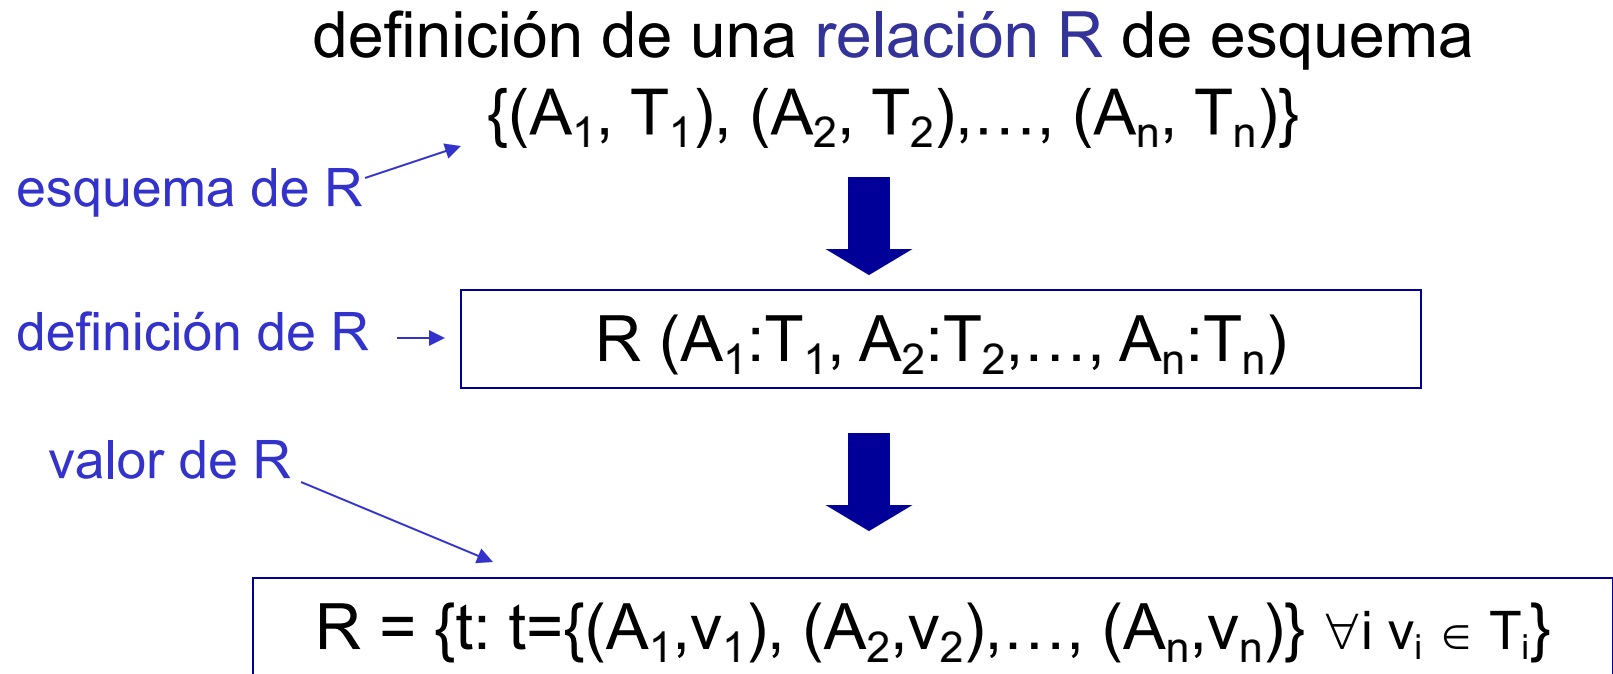 definición de una relación R de esquema
{(A₁, T₁), (A₂, T₂),…, (Aₙ, Tₙ)}
esquema de R
definición de R
R (A₁:T₁, A₂:T₂,…, Aₙ:Tₙ)
valor de R
R = {t: t={(A₁,v₁), (A₂,v₂),…, (Aₙ,vₙ)} ∀i vᵢ ∈ Tᵢ}